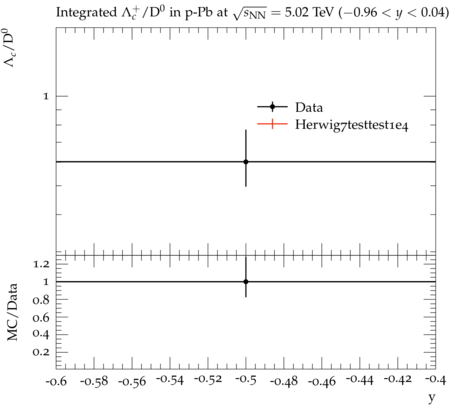 Integrated Λc⁺/D⁰ in p-Pb at √sNN = 5.02 TeV (−0.96 < y < 0.04)
Λc/D⁰
1
Data
Herwig7testtest1e4
MC/Data
1.2
1
0.8
0.6
0.4
0.2
-0.6 -0.58 -0.56 -0.54 -0.52 -0.5 -0.48 -0.46 -0.44 -0.42 -0.4
y